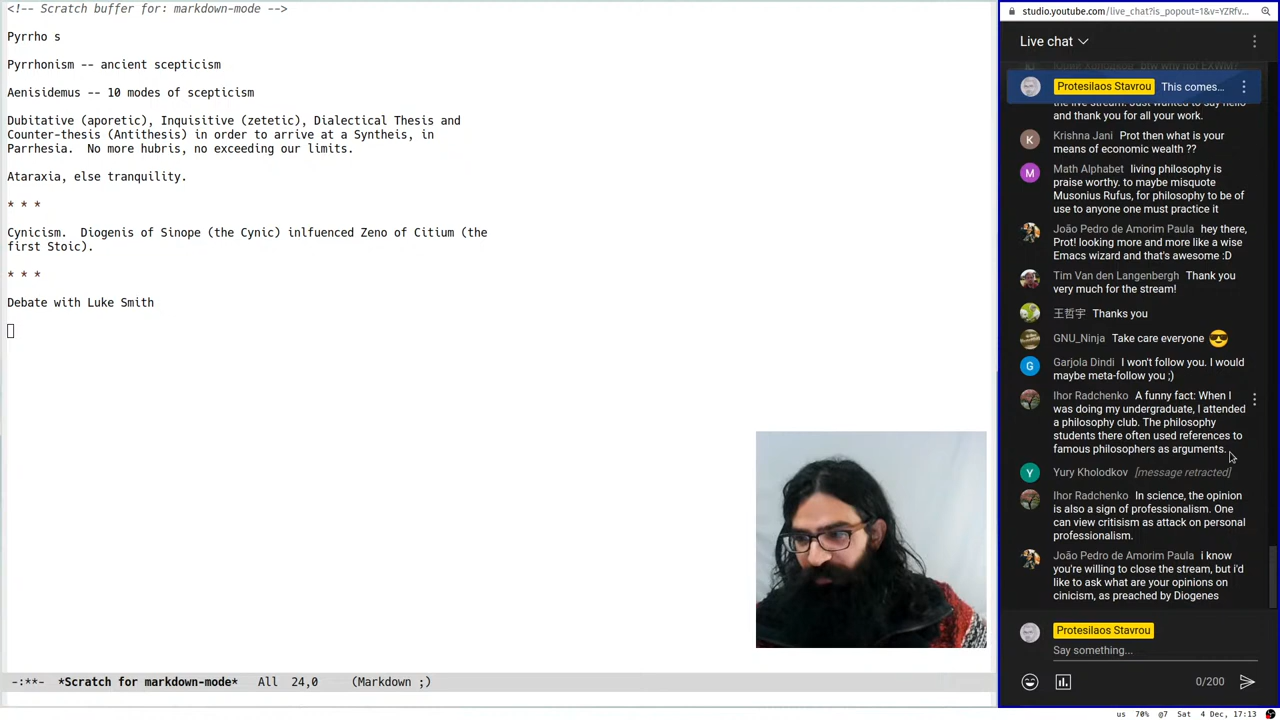 <!-- Scratch buffer for: markdown-mode -->
Pyrrho s
Pyrrhonism -- ancient scepticism
Aenisidemus -- 10 modes of scepticism
Dubitative (aporetic), Inquisitive (zetetic), Dialectical Thesis and
Counter-thesis (Antithesis) in order to arrive at a Syntheis, in
Parrhesia.  No more hubris, no exceeding our limits.
Ataraxia, else tranquility.
* * *
Cynicism.  Diogenis of Sinope (the Cynic) inlfuenced Zeno of Citium (the
first Stoic).
* * *
Debate with Luke Smith
-:**-  *Scratch for markdown-mode*   All   24,0     (Markdown ;)
studio.youtube.com/live_chat?is_popout=1&v=YZRfv...
Live chat
btw why not EXWM?
Protesilaos Stavrou This comes...
the live stream. Just wanted to say hello
and thank you for all your work.
K Krishna Jani Prot then what is your
means of economic wealth ??
M Math Alphabet living philosophy is
praise worthy. to maybe misquote
Musonius Rufus, for philosophy to be of
use to anyone one must practice it
João Pedro de Amorim Paula hey there,
Prot! looking more and more like a wise
Emacs wizard and that's awesome :D
Tim Van den Langenbergh Thank you
very much for the stream!
王哲宇 Thanks you
GNU_Ninja Take care everyone 😎
G Garjola Dindi I won't follow you. I would
maybe meta-follow you ;)
Ihor Radchenko A funny fact: When I
was doing my undergraduate, I attended
a philosophy club. The philosophy
students there often used references to
famous philosophers as arguments.
Y Yury Kholodkov [message retracted]
Ihor Radchenko In science, the opinion
is also a sign of professionalism. One
can view critisism as attack on personal
professionalism.
João Pedro de Amorim Paula i know
you're willing to close the stream, but i'd
like to ask what are your opinions on
cinicism, as preached by Diogenes
Protesilaos Stavrou
Say something...
0/200
us 70% @7 Sat 4 Dec, 17:13